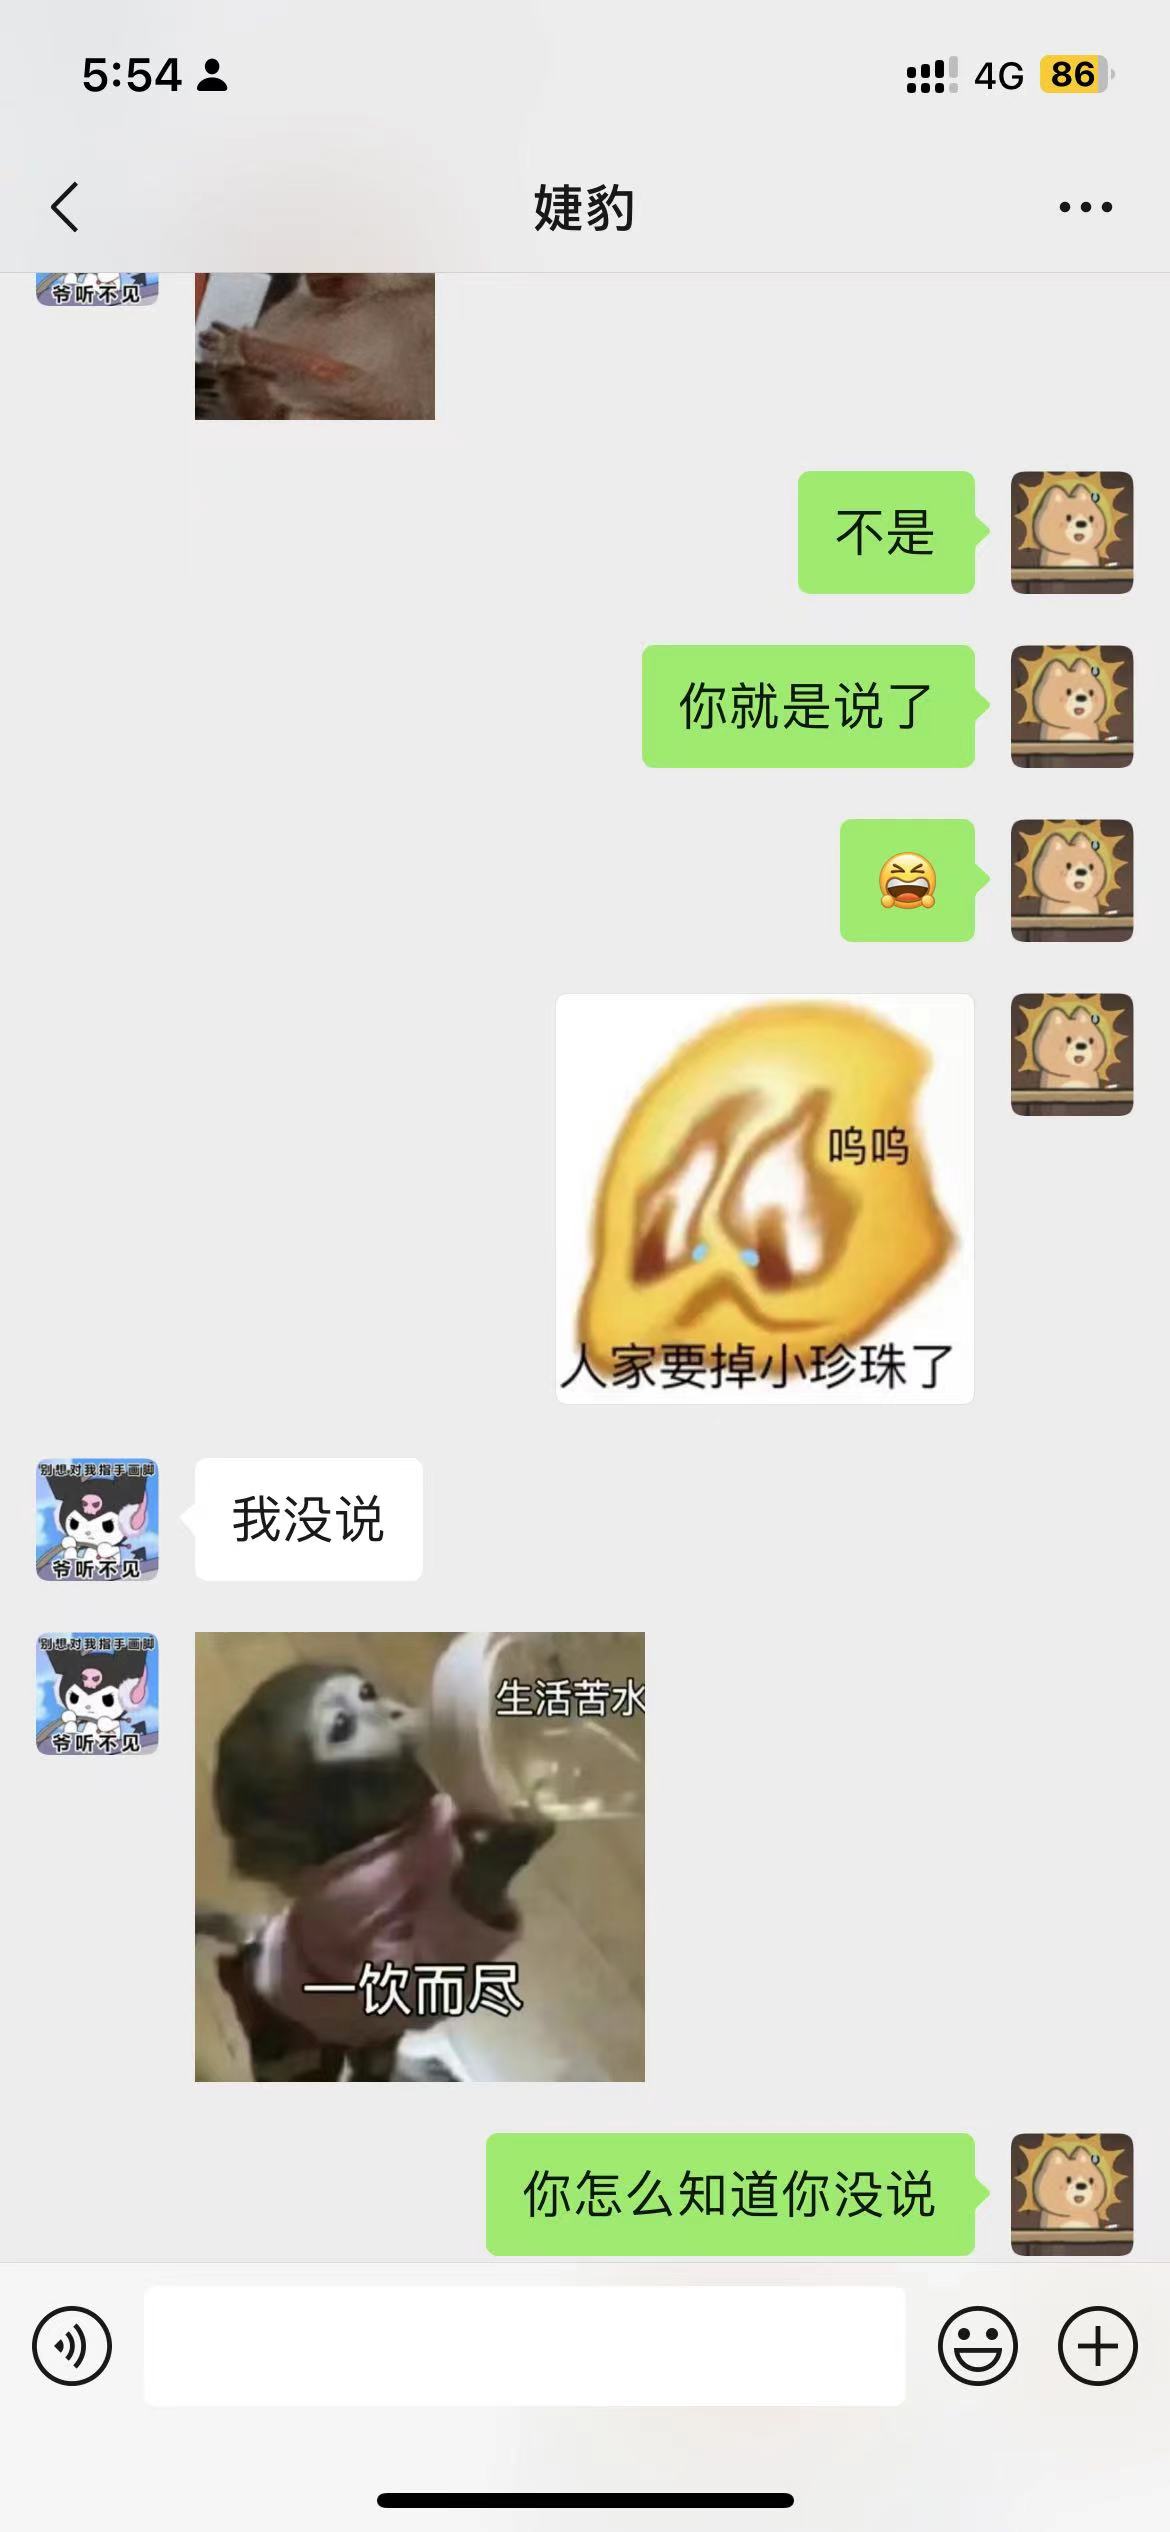 5:54
4G
86
婕豹
爷听不见
不是
你就是说了
呜呜
人家要掉小珍珠了
别想对我指手画脚
爷听不见
我没说
别想对我指手画脚
爷听不见
生活苦水
一饮而尽
你怎么知道你没说